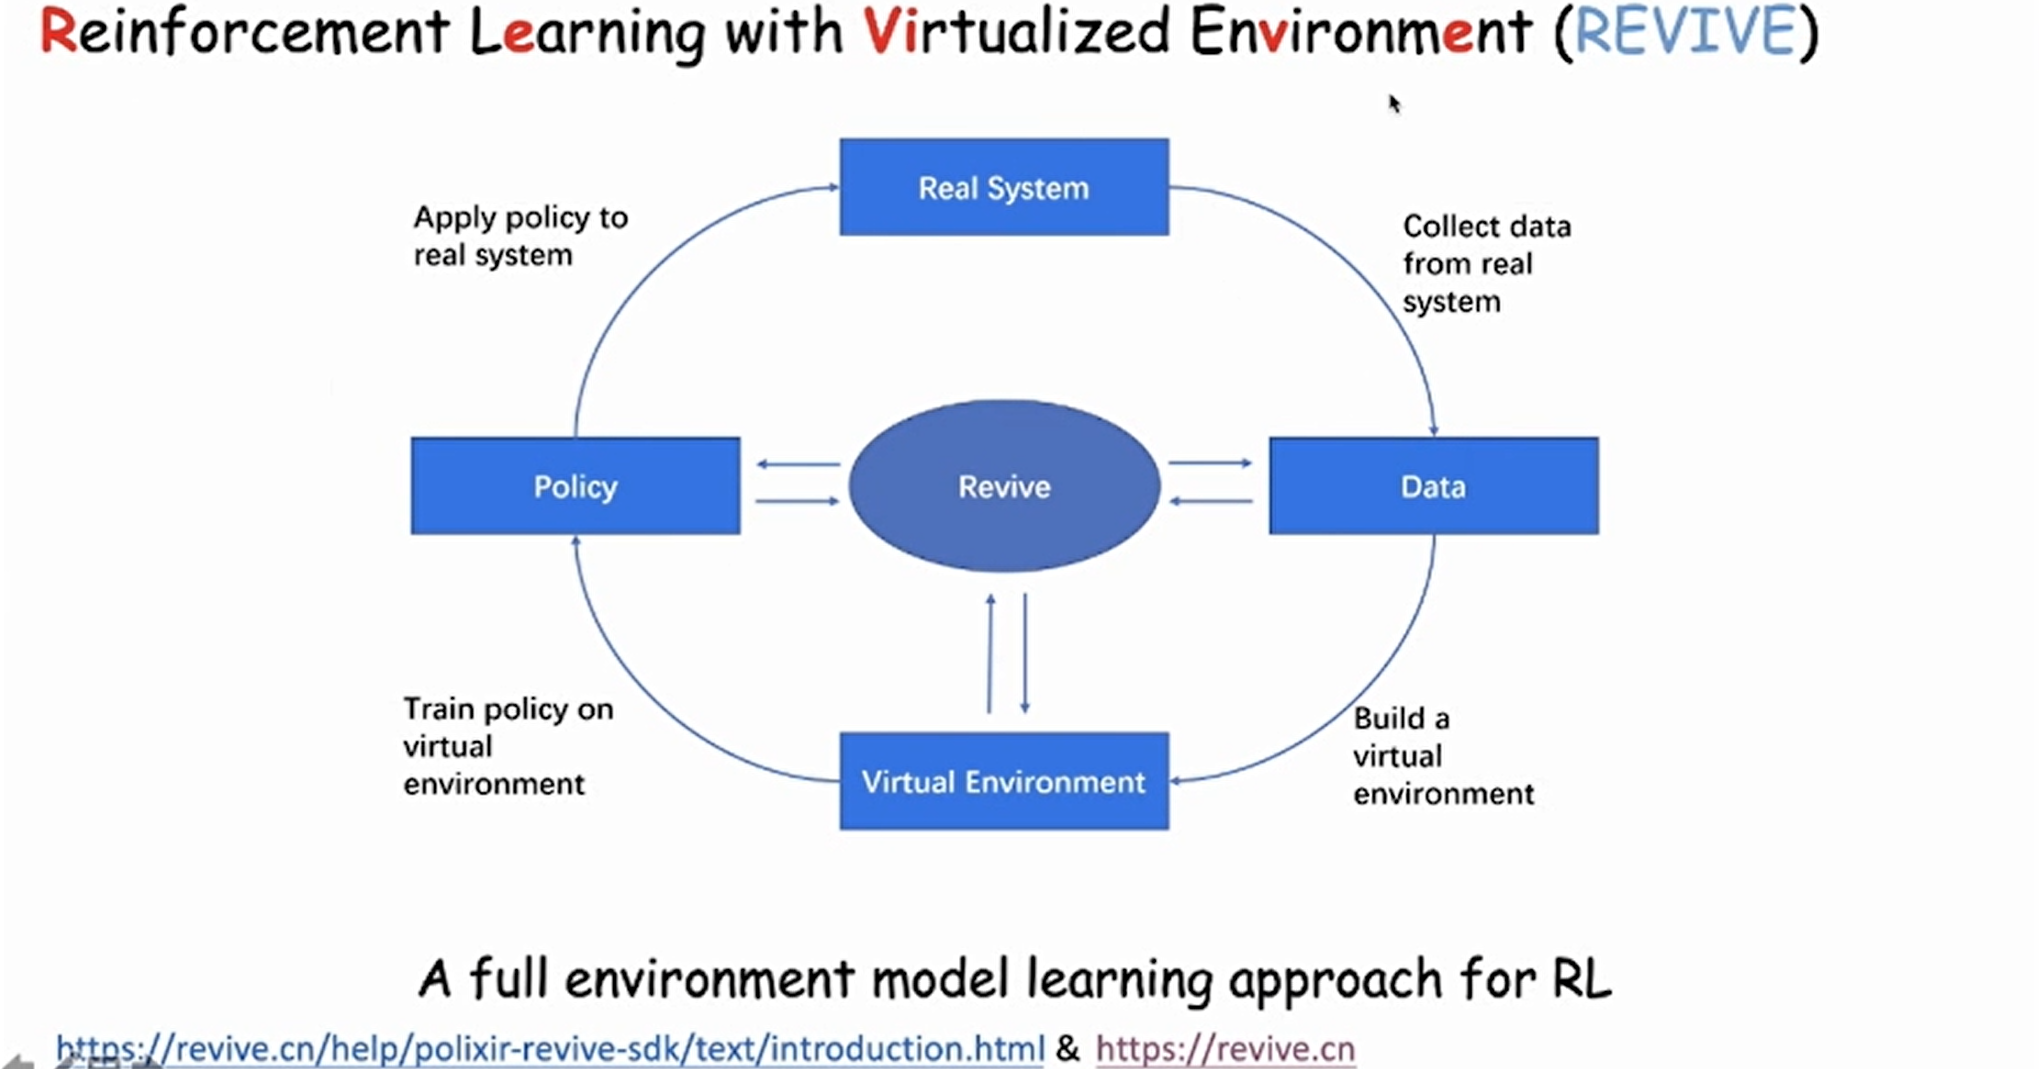 Reinforcement Learning with Virtualized Environment (REVIVE)
Real System
Apply policy to
real system
Collect data
from real
system
Policy
Revive
Data
Train policy on
virtual
environment
Virtual Environment
Build a
virtual
environment
A full environment model learning approach for RL
https://revive.cn/help/polixir-revive-sdk/text/introduction.html & https://revive.cn